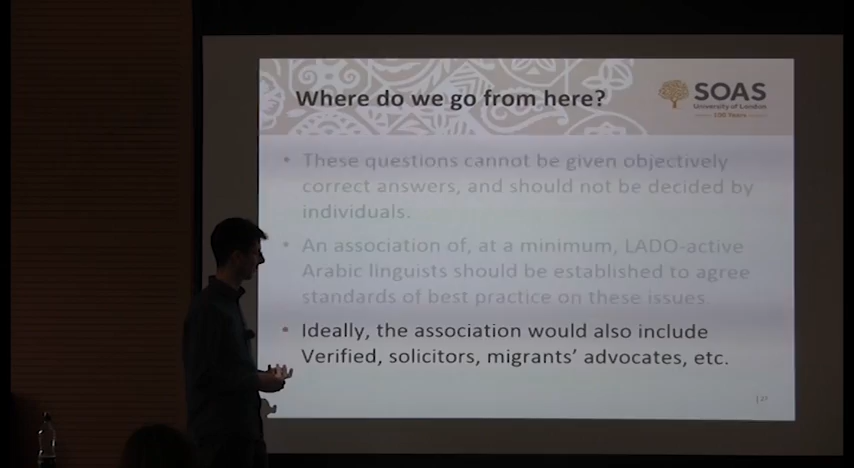 Where do we go from here?
SOAS
University of London
100 Years
• These questions cannot be given objectively
correct answers, and should not be decided by
individuals.
• An association of, at a minimum, LADO-active
Arabic linguists should be established to agree
standards of best practice on these issues.
• Ideally, the association would also include
Verified, solicitors, migrants’ advocates, etc.